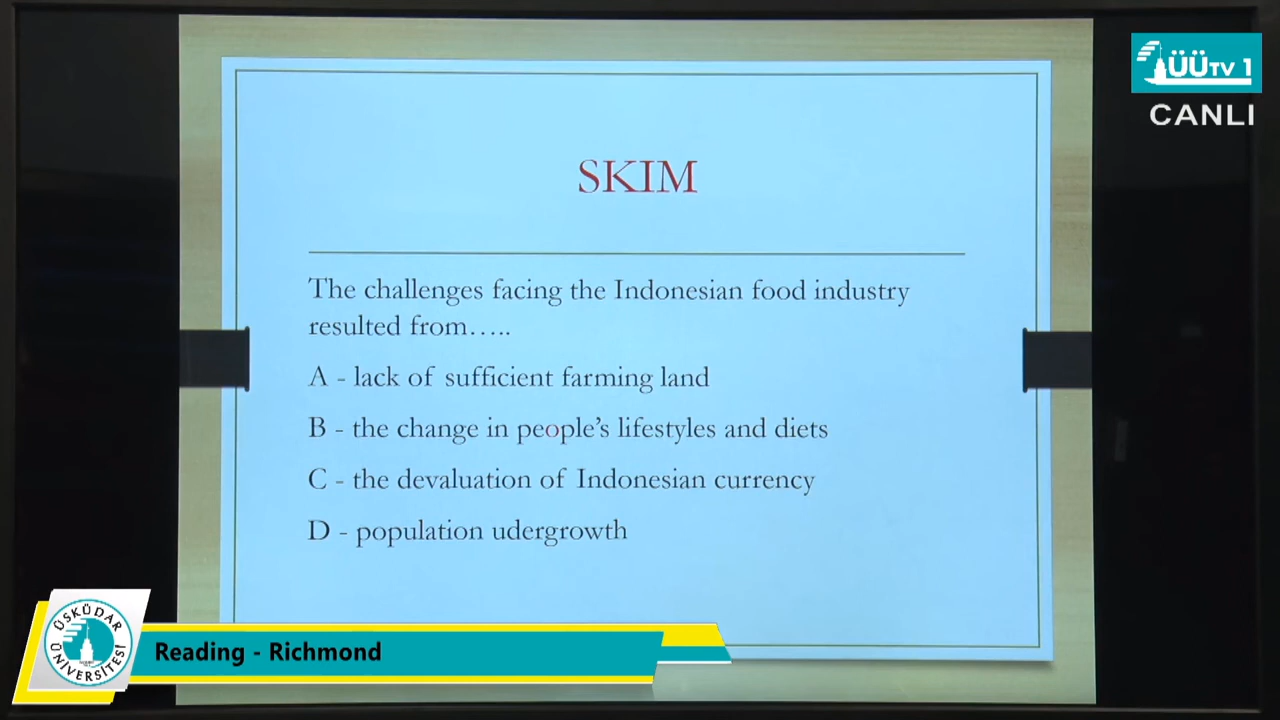 ÜÜTV 1
CANLI
SKIM
The challenges facing the Indonesian food industry
resulted from…..
A - lack of sufficient farming land
B - the change in people's lifestyles and diets
C - the devaluation of Indonesian currency
D - population udergrowth
ÜSKÜDAR
ÜNİVERSİTESİ
Reading - Richmond